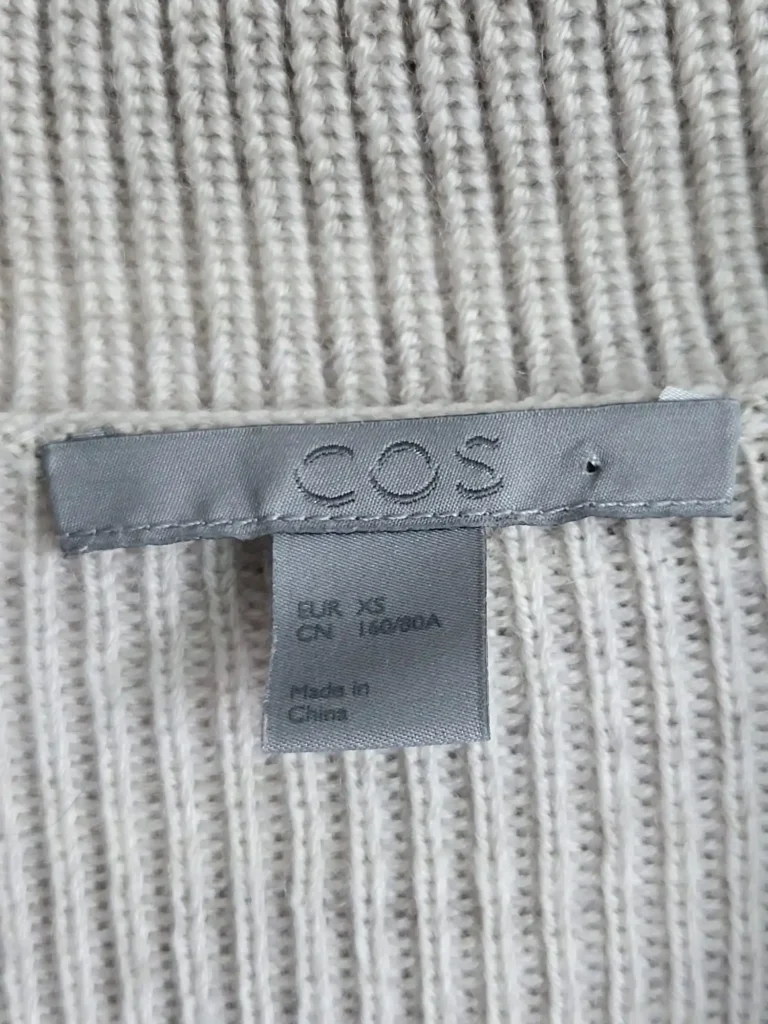 COS
EUR XS
CN 160/80A
Made in
China